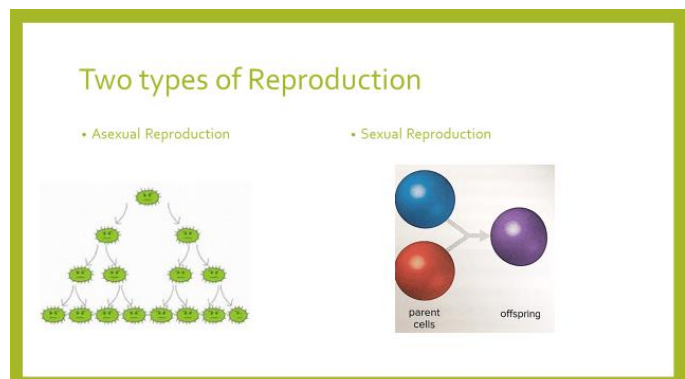 Two types of Reproduction
• Asexual Reproduction
• Sexual Reproduction
parent
cells
offspring